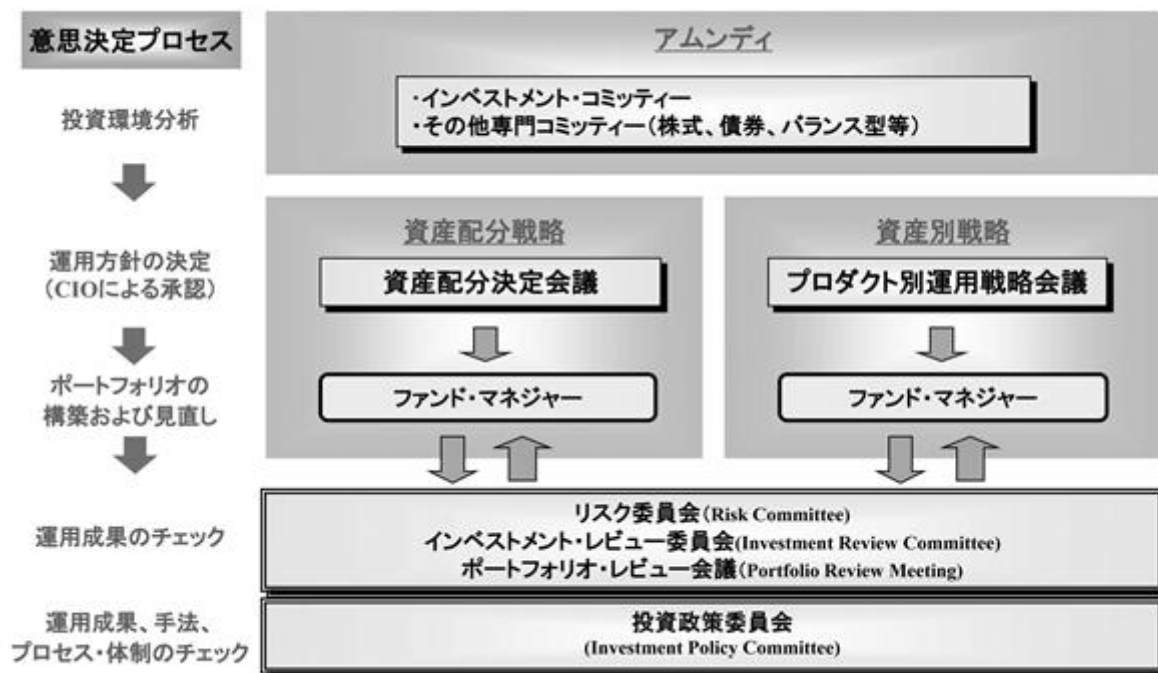 意思決定プロセス
アムンディ
投資環境分析
・インベストメント・コミッティー
・その他専門コミッティー（株式、債券、バランス型等）
運用方針の決定
（CIOによる承認）
資産配分戦略
資産配分決定会議
資産別戦略
プロダクト別運用戦略会議
ポートフォリオの
構築および見直し
ファンド・マネジャー
ファンド・マネジャー
運用成果のチェック
リスク委員会(Risk Committee)
インベストメント・レビュー委員会(Investment Review Committee)
ポートフォリオ・レビュー会議(Portfolio Review Meeting)
運用成果、手法、
プロセス・体制のチェック
投資政策委員会
(Investment Policy Committee)